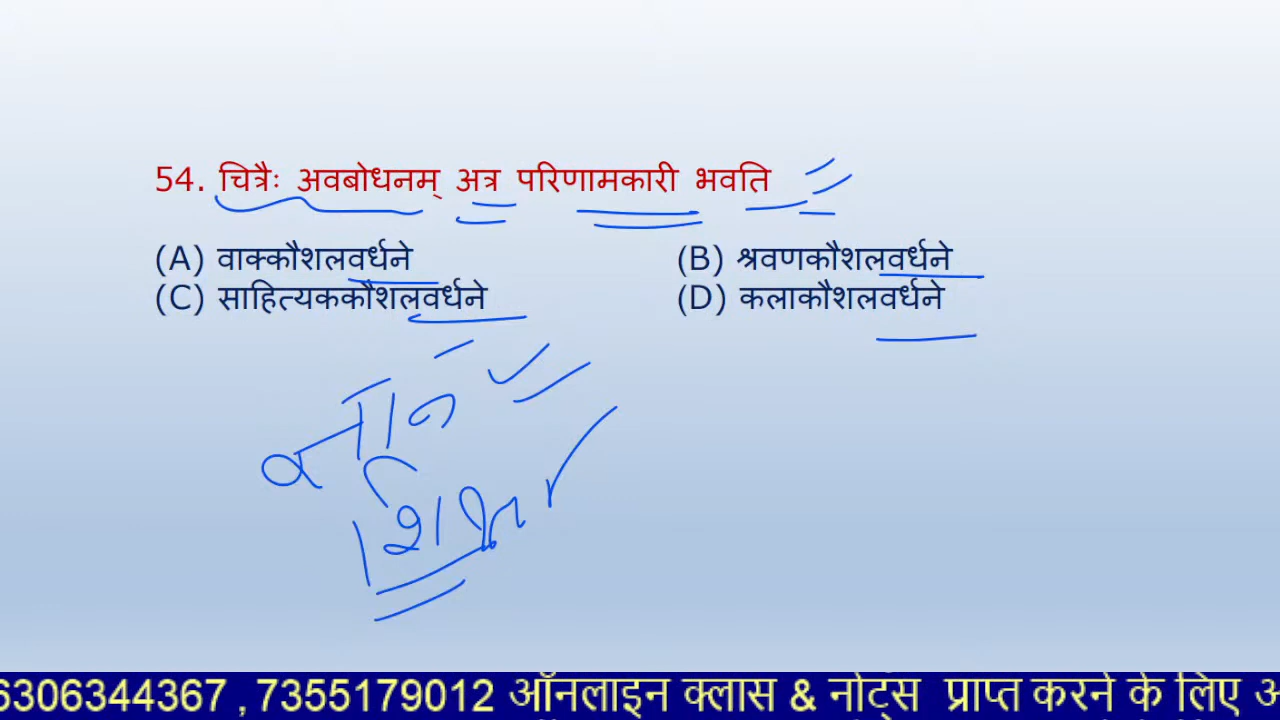 54. चित्रैः अवबोधनम् अत्र परिणामकारी भवति
(A) वाक्कौशलवर्धने (B) श्रवणकौशलवर्धने
(C) साहित्यककौशलवर्धने (D) कलाकौशलवर्धने
6306344367 ,7355179012 ऑनलाइन क्लास & नोट्स प्राप्त करने के लिए